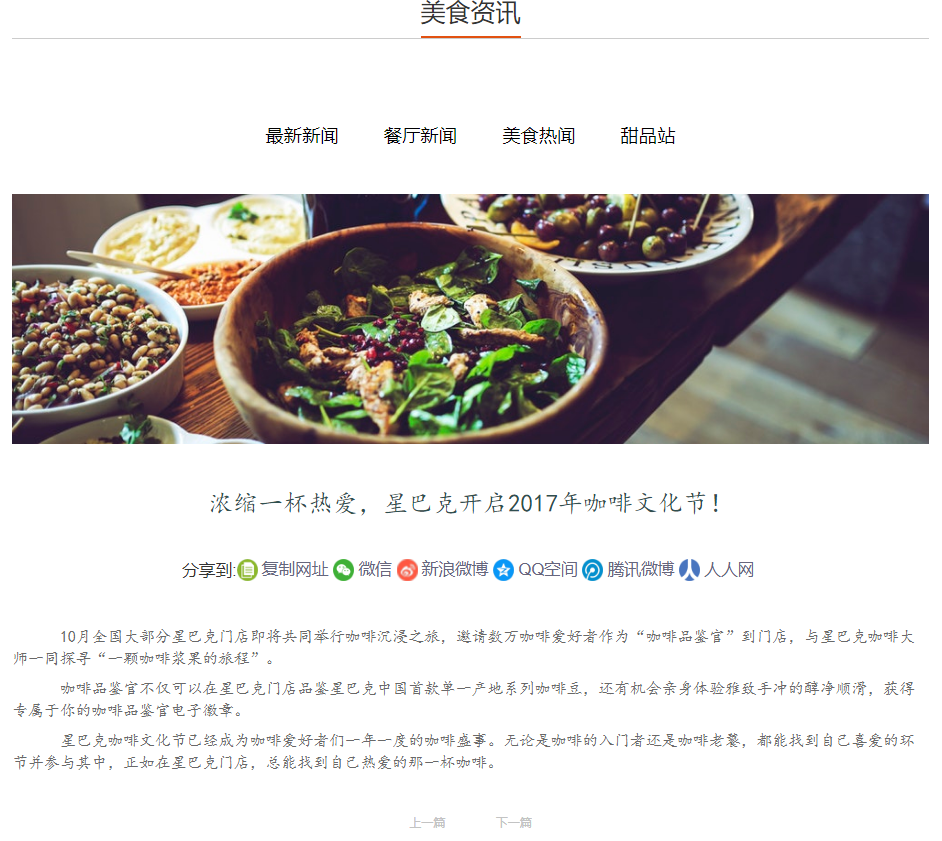 美食资讯
最新新闻 餐厅新闻 美食热闻 甜品站
浓缩一杯热爱，星巴克开启2017年咖啡文化节！
分享到: 复制网址 微信 新浪微博 QQ空间 腾讯微博 人人网
10月全国大部分星巴克门店即将共同举行咖啡沉浸之旅，邀请数万咖啡爱好者作为“咖啡品鉴官”到门店，与星巴克咖啡大
师一同探寻“一颗咖啡浆果的旅程”。
咖啡品鉴官不仅可以在星巴克门店品鉴星巴克中国首款单一产地系列咖啡豆，还有机会亲身体验雅致手冲的醇净顺滑，获得
专属于你的咖啡品鉴官电子徽章。
星巴克咖啡文化节已经成为咖啡爱好者们一年一度的咖啡盛事。无论是咖啡的入门者还是咖啡老鼗，都能找到自己喜爱的环
节并参与其中，正如在星巴克门店，总能找到自己热爱的那一杯咖啡。
上一篇 下一篇